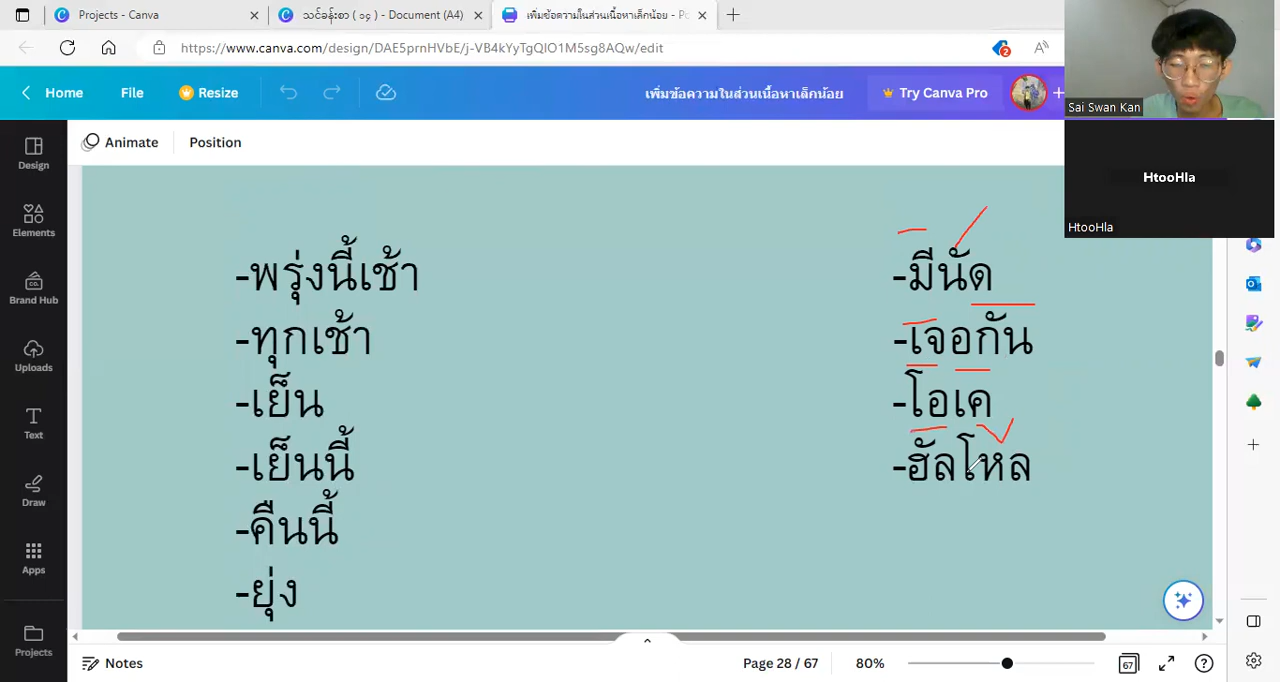 Projects - Canva
သင်ခန်းစာ ( ၁၄ ) - Document (A4)
เพิ่มข้อความในส่วนเนื้อหาเล็กน้อย - Po
https://www.canva.com/design/DAE5prnHVbE/j-VB4kYyTgQIO1M5sg8AQw/edit
2
Home
File
Resize
เพิ่มข้อความในส่วนเนื้อหาเล็กน้อย
Try Canva Pro
Sai Swan Kan
HtooHla
HtooHla
Animate
Position
Design
Elements
Brand Hub
Uploads
Text
Draw
Apps
Projects
-พรุ่งนี้เช้า
-ทุกเช้า
-เย็น
-เย็นนี้
-คืนนี้
-ยุ่ง
-มีนัด
-เจอกัน
-โอเค
-ฮัลโหล
Notes
Page 28 / 67
80%
67